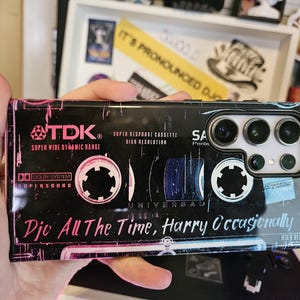 IT'S PRONOUNCED DJO
TDK®
SUPER WIDE DYNAMIC RANGE
SUPER RESPONSE CASSETTE
HIGH RESOLUTION
SA
DOLBY SYSTEM
SUPERSOUND
UNIVERSAL
Djo All The Time, Harry Occasionally